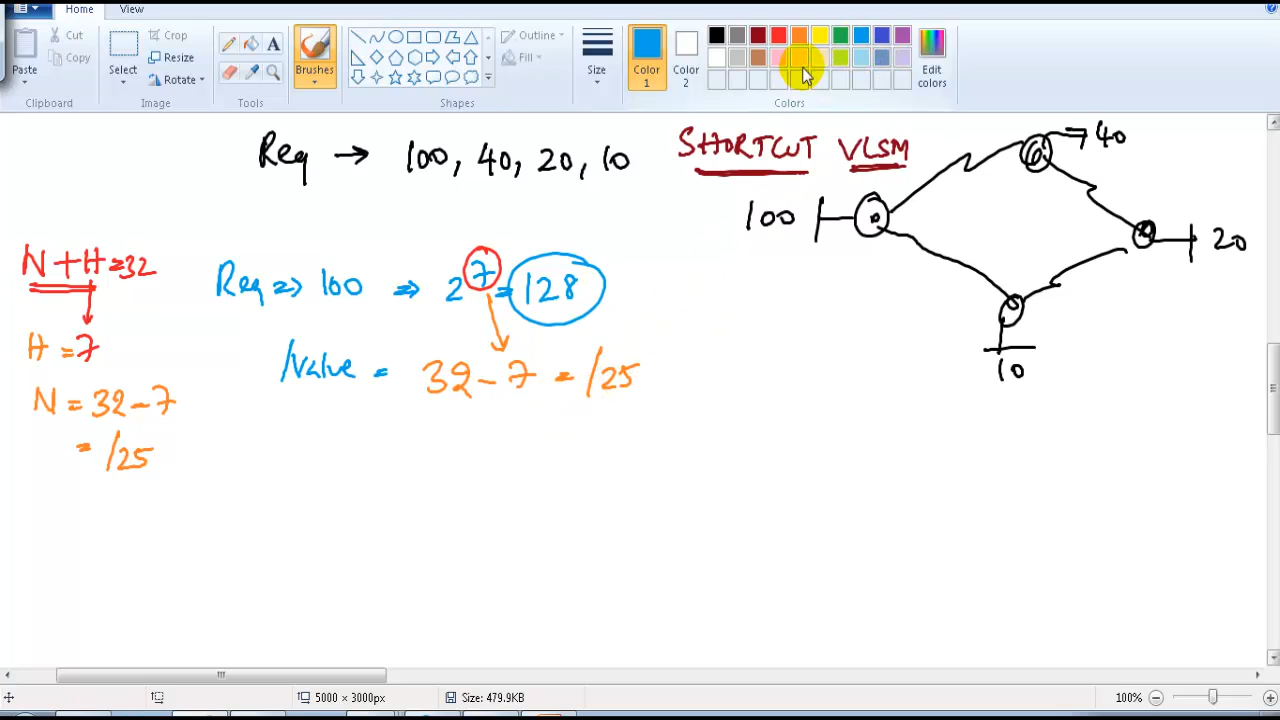 Home View
Cut
Copy
Paste
Clipboard
Select
Crop
Resize
Rotate
Image
A
Tools
Brushes
Outline
Fill
Shapes
Size
Color 1
Color 2
Edit colors
Colors
Req → 100, 40, 20, 10
SHORTCUT VLSM
40
100
20
10
N+H=32
H = 7
N = 32-7
= /25
Req => 100 => 2 7 = 128
/Value = 32-7 = /25
5000 × 3000px
Size: 479.9KB
100%